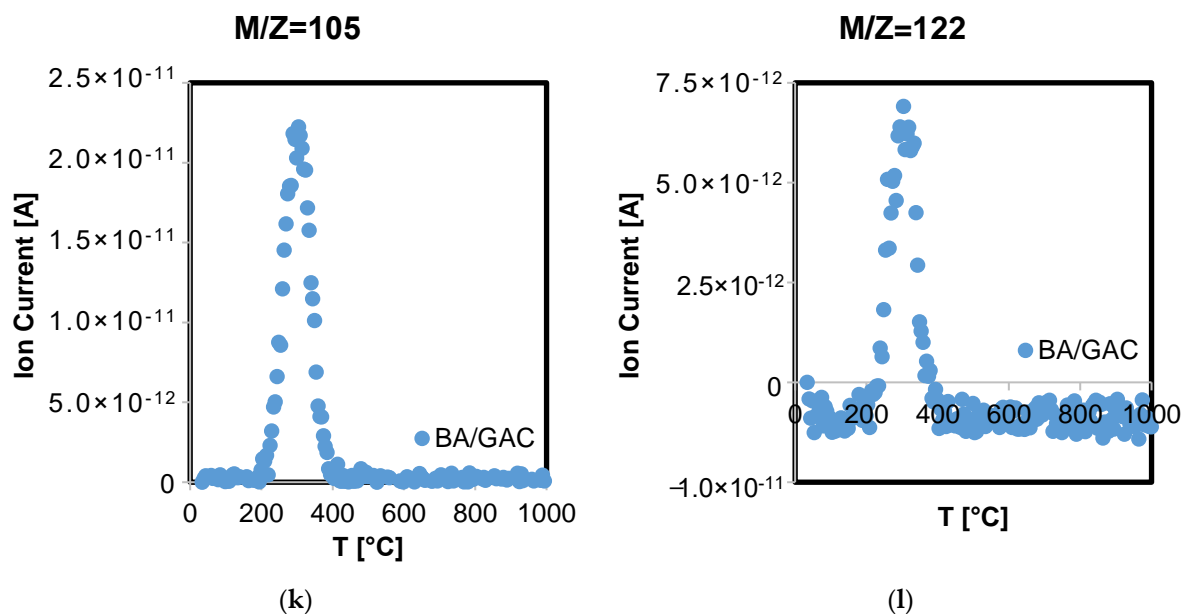 M/Z=105
2.5×10⁻¹¹
2.0×10⁻¹¹
1.5×10⁻¹¹
1.0×10⁻¹¹
5.0×10⁻¹²
0
Ion Current [A]
BA/GAC
0 200 400 600 800 1000
T [°C]
(k)
M/Z=122
7.5×10⁻¹²
5.0×10⁻¹²
2.5×10⁻¹²
0
−1.0×10⁻¹¹
Ion Current [A]
BA/GAC
0 200 400 600 800 1000
T [°C]
(l)